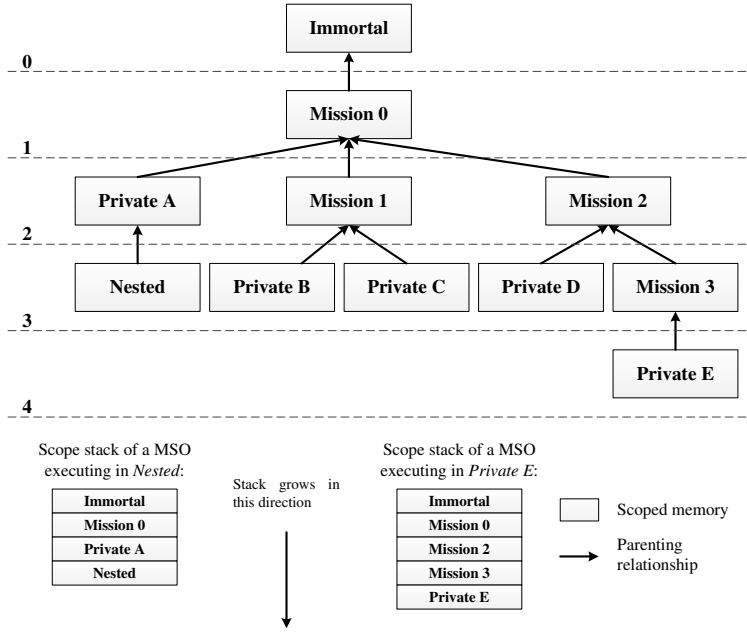 Immortal
0
Mission 0
1
Private A
Mission 1
Mission 2
2
Nested
Private B
Private C
Private D
Mission 3
3
Private E
4
Scope stack of a MSO
executing in Nested:
Immortal
Mission 0
Private A
Nested
Stack grows in
this direction
Scope stack of a MSO
executing in Private E:
Immortal
Mission 0
Mission 2
Mission 3
Private E
Scoped memory
Parenting
relationship